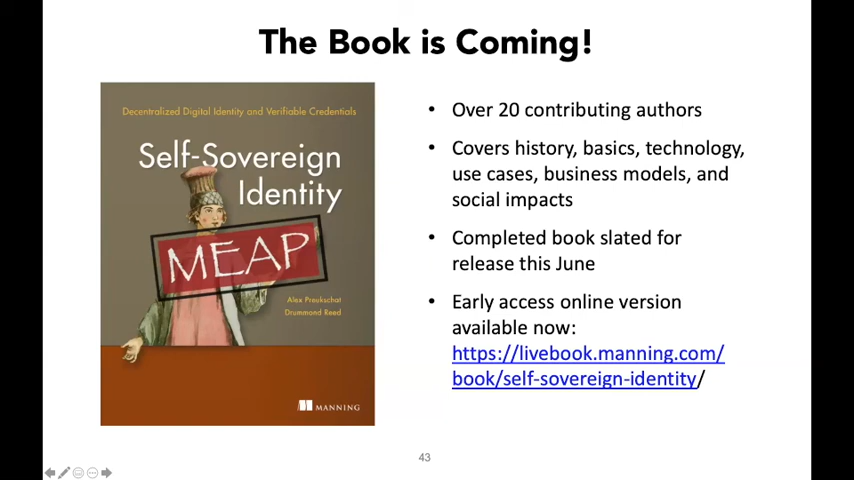 The Book is Coming!
Decentralized Digital Identity and Verifiable Credentials
Self-Sovereign
Identity
MEAP
Alex Preukschat
Drummond Reed
MANNING
• Over 20 contributing authors
• Covers history, basics, technology,
use cases, business models, and
social impacts
• Completed book slated for
release this June
• Early access online version
available now:
https://livebook.manning.com/
book/self-sovereign-identity/
43